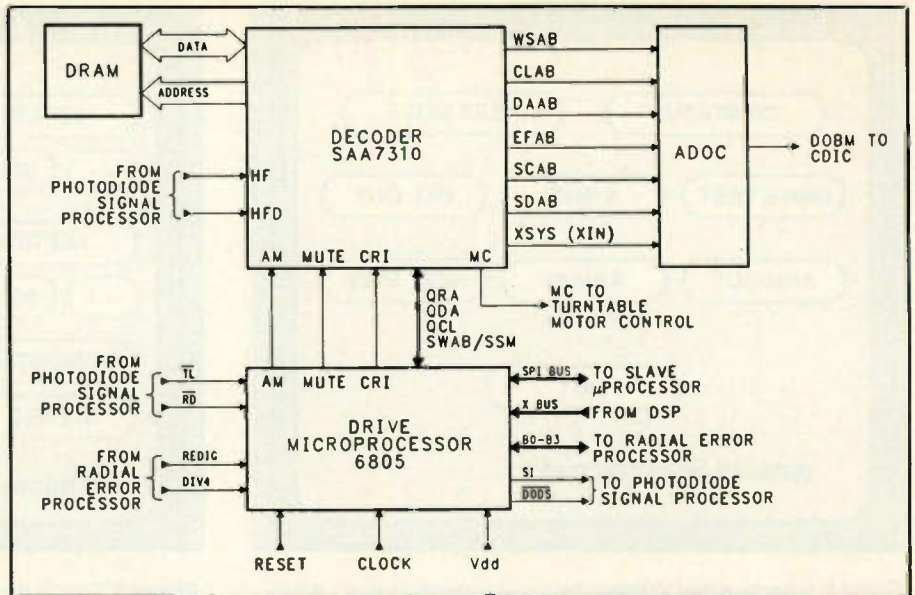 DRAM
DATA
ADDRESS
DECODER
SAA7310
FROM
PHOTODIODE
SIGNAL
PROCESSOR
HF
HFD
AM MUTE CRI MC
WSAB
CLAB
DAAB
EFAB
SCAB
SDAB
XSYS (XIN)
ADOC
DOBM TO
CDIC
QRA
QDA
QCL
SWAB/SSM
MC TO
TURNTABLE
MOTOR CONTROL
FROM
PHOTODIODE
SIGNAL
PROCESSOR
TL
RD
FROM
RADIAL
ERROR
PROCESSOR
REDIG
DIV4
AM MUTE CRI
DRIVE
MICROPROCESSOR
6805
SPI BUS
TO SLAVE
µPROCESSOR
X BUS
FROM DSP
B0-B3
TO RADIAL ERROR
PROCESSOR
SI
DODS
TO PHOTODIODE
SIGNAL PROCESSOR
RESET CLOCK Vdd